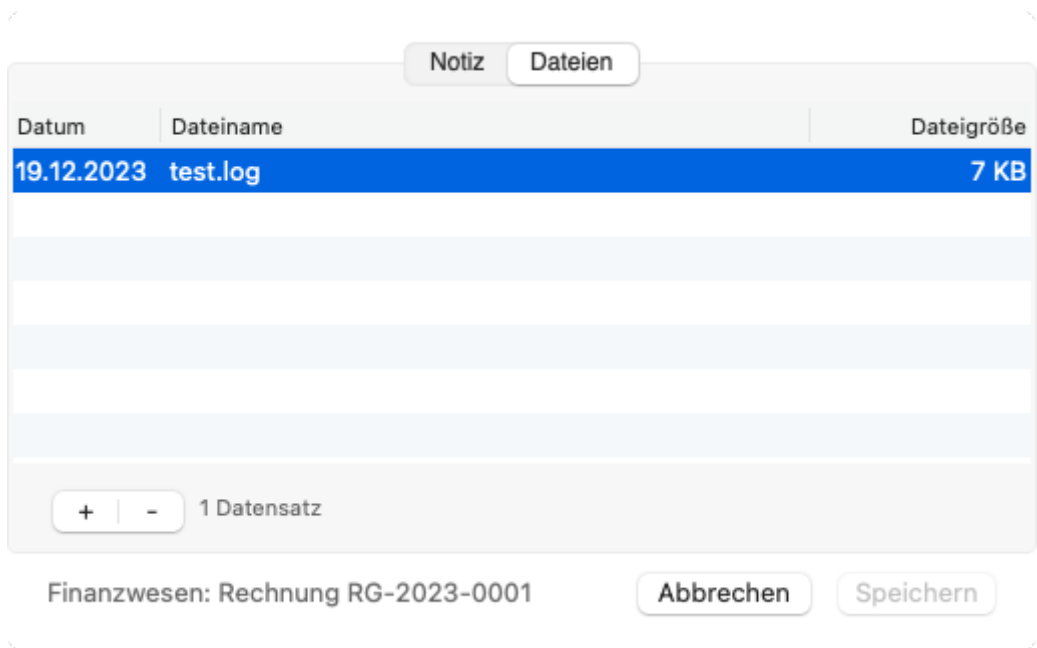 Notiz Dateien
Datum Dateiname Dateigröße
19.12.2023 test.log 7 KB
+ - 1 Datensatz
Finanzwesen: Rechnung RG-2023-0001 Abbrechen Speichern